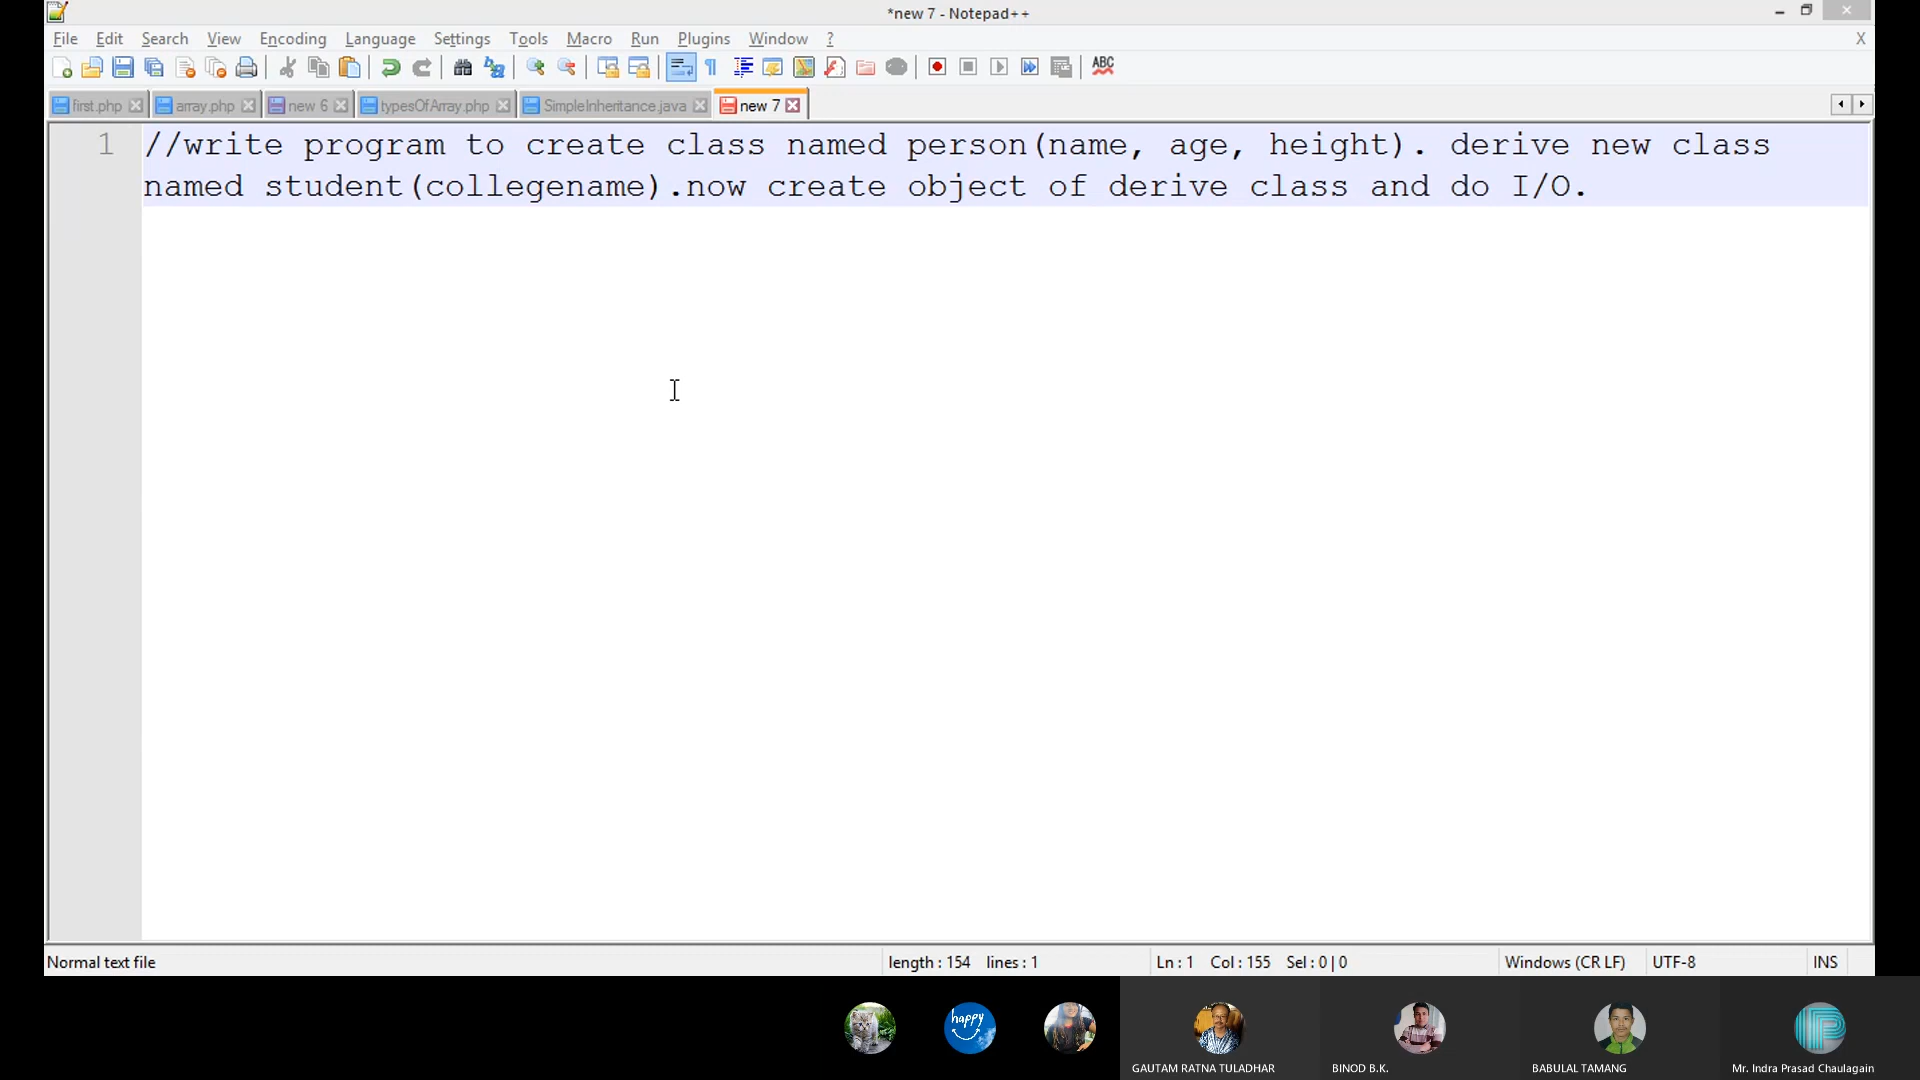 *new 7 - Notepad++
File Edit Search View Encoding Language Settings Tools Macro Run Plugins Window ? X
ABC
first.php array.php new 6 typesOfArray.php SimpleInheritance.java new 7
1 //write program to create class named person(name, age, height). derive new class
named student(collegename).now create object of derive class and do I/O.
Normal text file length : 154 lines : 1 Ln : 1 Col : 155 Sel : 0 | 0 Windows (CR LF) UTF-8 INS
happy
GAUTAM RATNA TULADHAR BINOD B.K. BABULAL TAMANG Mr. Indra Prasad Chaulagain